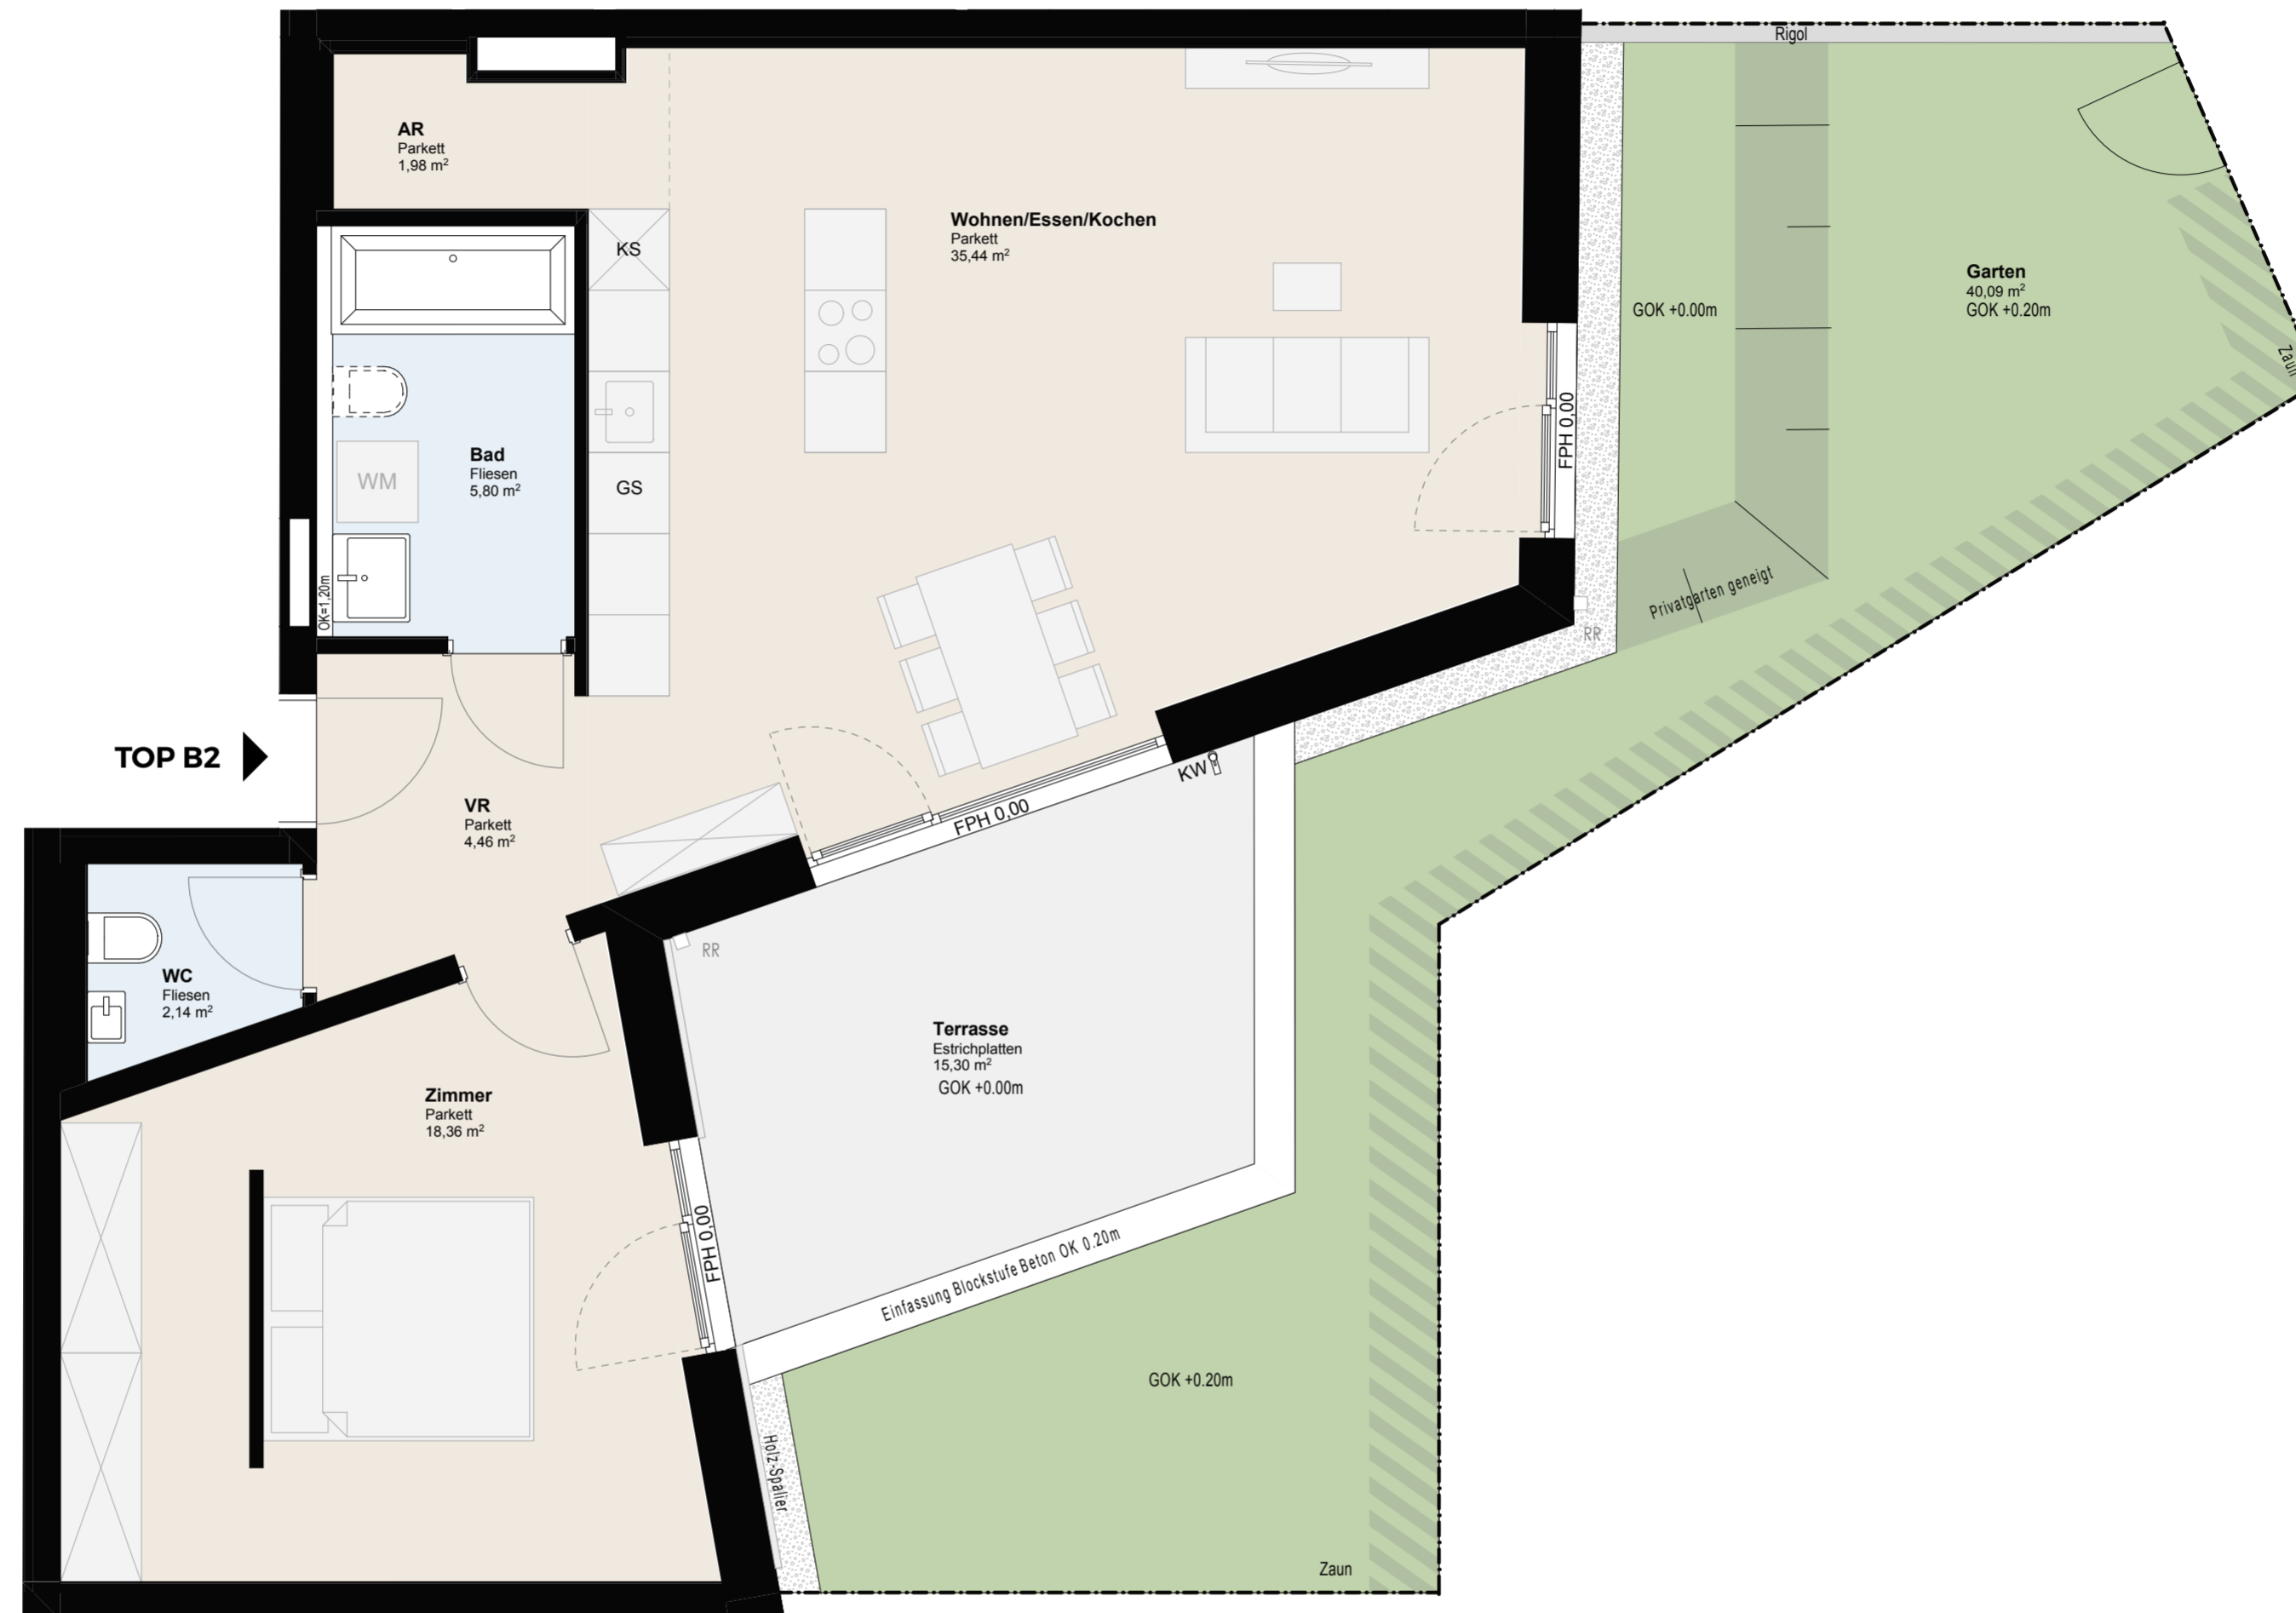 Rigol
AR
Parkett
1,98 m²
Wohnen/Essen/Kochen
Parkett
35,44 m²
KS
GOK +0.00m
Garten
40,09 m²
GOK +0.20m
Zaun
FPH 0,00
Bad
Fliesen
5,80 m²
WM
GS
OK=1,20m
Privatgarten geneigt
RR
TOP B2
KW
VR
Parkett
4,46 m²
FPH 0,00
RR
WC
Fliesen
2,14 m²
Terrasse
Estrichplatten
15,30 m²
GOK +0.00m
Zimmer
Parkett
18,36 m²
FPH 0,00
Einfassung Blockstufe Beton OK 0.20m
GOK +0.20m
Holz-Spalier
Zaun